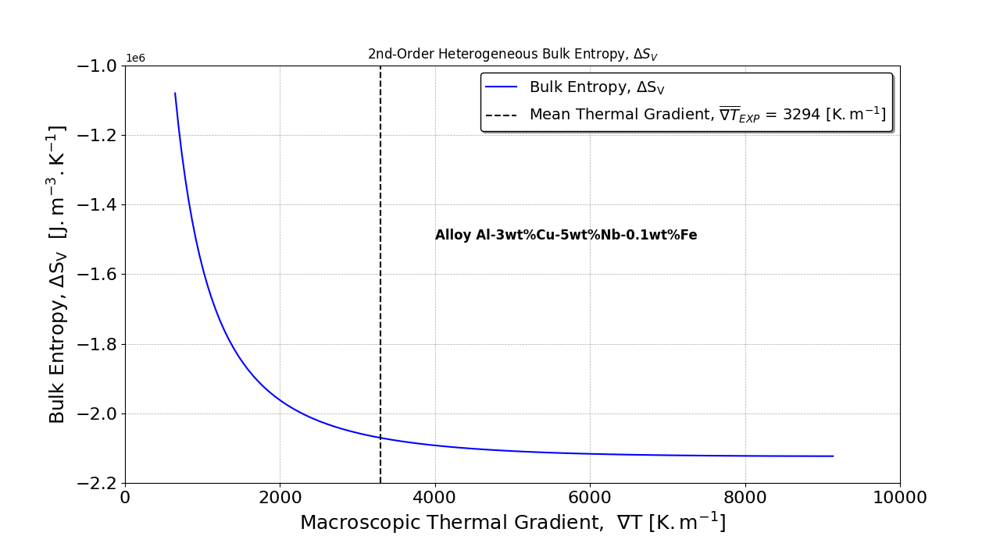 2nd-Order Heterogeneous Bulk Entropy, ΔS_V
1e6
−1.0
−1.2
−1.4
−1.6
−1.8
−2.0
−2.2
Bulk Entropy, ΔS_V [J.m⁻³.K⁻¹]
Bulk Entropy, ΔS_V
Mean Thermal Gradient, \overline{∇T}_{EXP} = 3294 [K.m⁻¹]
Alloy Al-3wt%Cu-5wt%Nb-0.1wt%Fe
0 2000 4000 6000 8000 10000
Macroscopic Thermal Gradient, ∇T [K.m⁻¹]